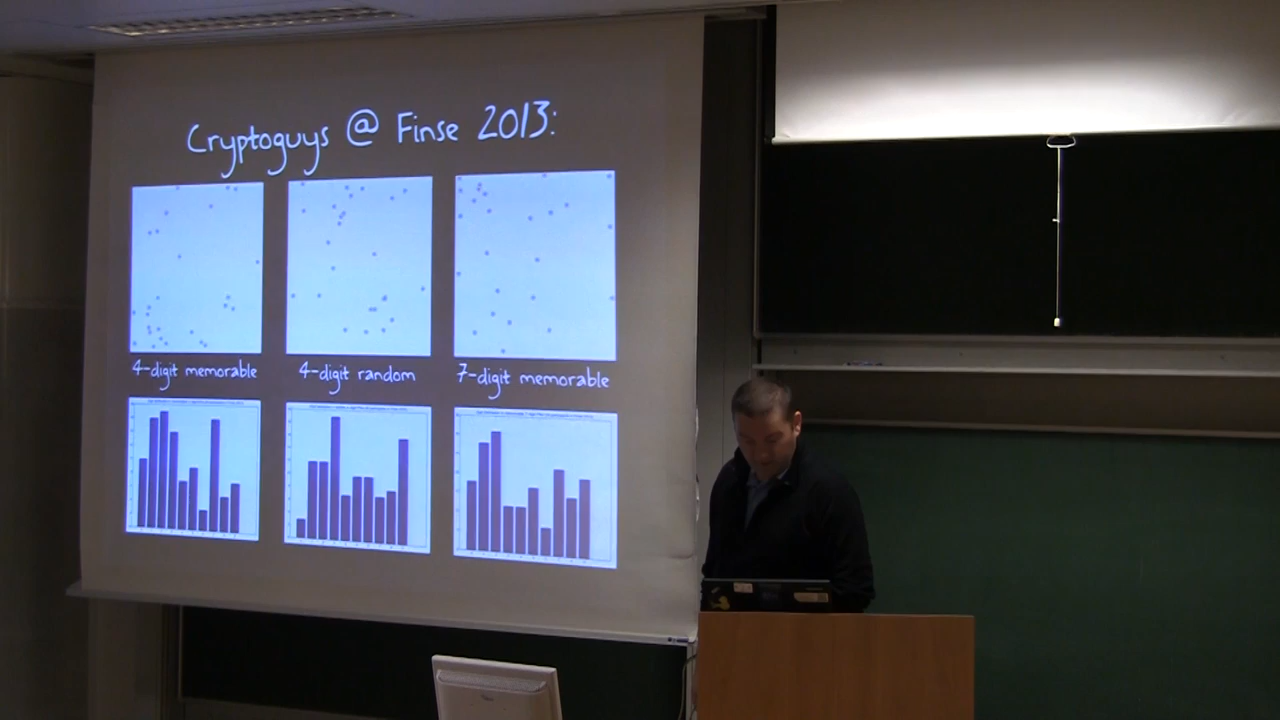 Cryptoguys @ Finse 2013:
4-digit memorable
4-digit random
7-digit memorable